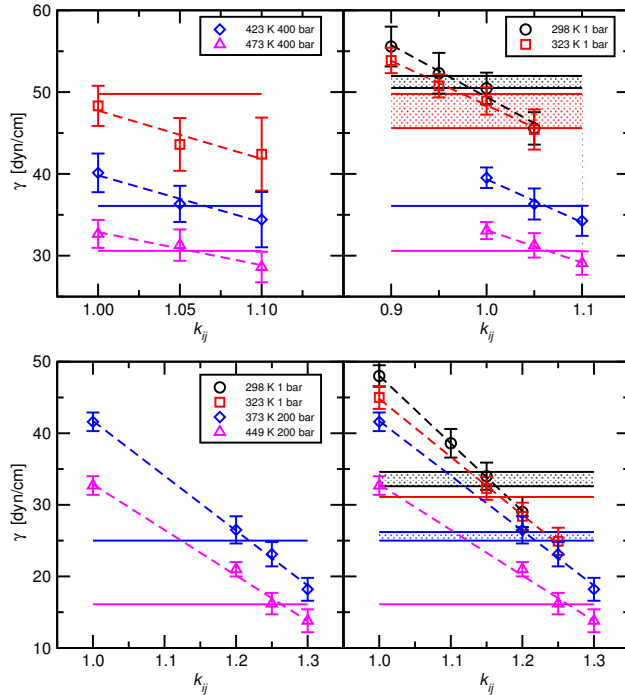 423 K 400 bar
473 K 400 bar
298 K 1 bar
323 K 1 bar
60
50
40
30
γ [dyn/cm]
1.00 1.05 1.10
0.9 1.0 1.1
k_ij k_ij
298 K 1 bar
323 K 1 bar
373 K 200 bar
449 K 200 bar
50
40
30
20
10
γ [dyn/cm]
1.0 1.1 1.2 1.3
1.0 1.1 1.2 1.3
k_ij k_ij